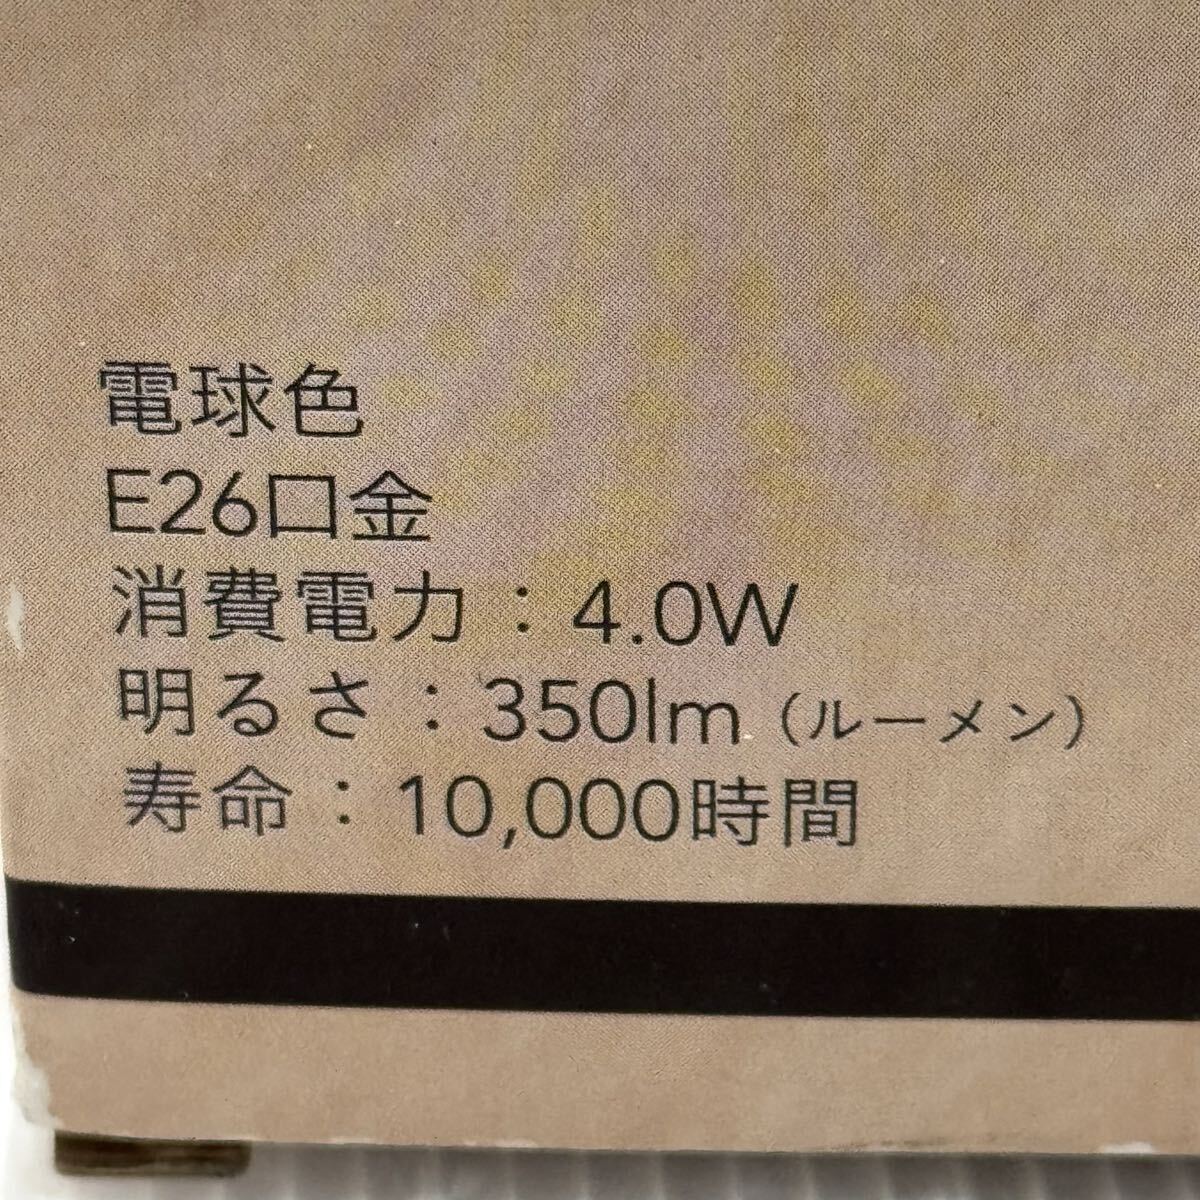 電球色
E26口金
消費電力：4.0W
明るさ：350lm（ルーメン）
寿命：10,000時間